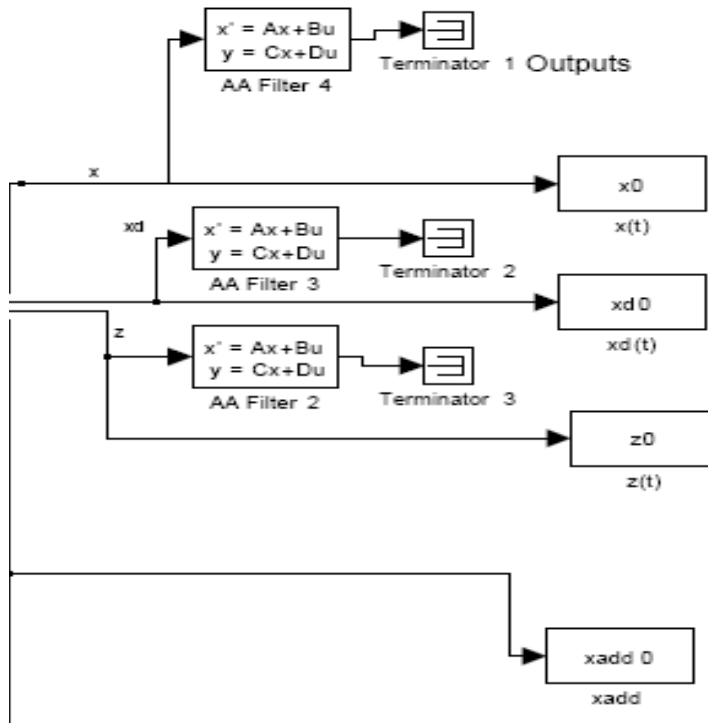 x' = Ax+Bu
y = Cx+Du
AA Filter 4
Terminator 1
Outputs
x
x0
x(t)
xd
x' = Ax+Bu
y = Cx+Du
AA Filter 3
Terminator 2
xd 0
xd(t)
z
x' = Ax+Bu
y = Cx+Du
AA Filter 2
Terminator 3
z0
z(t)
xadd 0
xadd